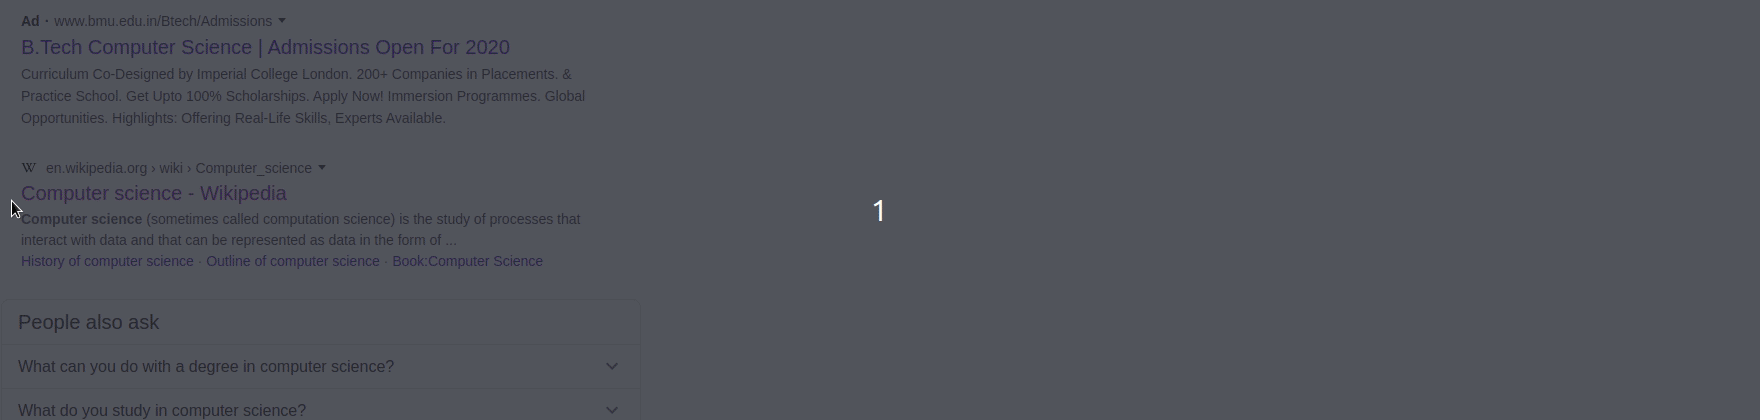 Ad · www.bmu.edu.in/Btech/Admissions
B.Tech Computer Science | Admissions Open For 2020
Curriculum Co-Designed by Imperial College London. 200+ Companies in Placements. &
Practice School. Get Upto 100% Scholarships. Apply Now! Immersion Programmes. Global
Opportunities. Highlights: Offering Real-Life Skills, Experts Available.
W en.wikipedia.org › wiki › Computer_science
Computer science - Wikipedia
Computer science (sometimes called computation science) is the study of processes that
interact with data and that can be represented as data in the form of ...
History of computer science · Outline of computer science · Book:Computer Science
1
People also ask
What can you do with a degree in computer science?
What do you study in computer science?